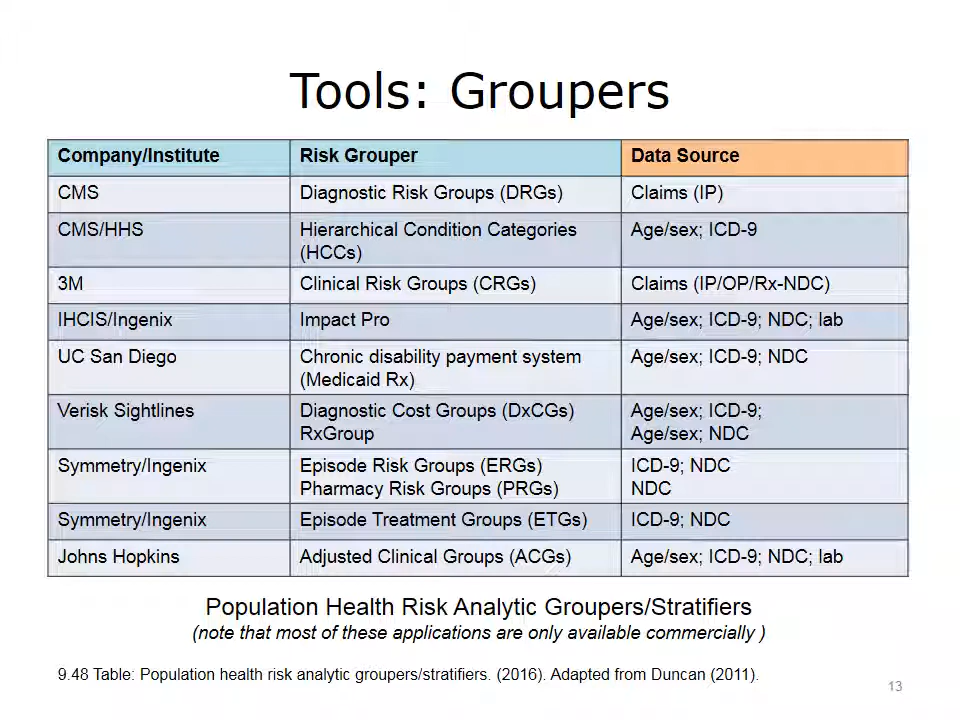 Tools: Groupers
Company/Institute Risk Grouper Data Source
CMS Diagnostic Risk Groups (DRGs) Claims (IP)
CMS/HHS Hierarchical Condition Categories Age/sex; ICD-9
(HCCs)
3M Clinical Risk Groups (CRGs) Claims (IP/OP/Rx-NDC)
IHCIS/Ingenix Impact Pro Age/sex; ICD-9; NDC; lab
UC San Diego Chronic disability payment system Age/sex; ICD-9; NDC
(Medicaid Rx)
Verisk Sightlines Diagnostic Cost Groups (DxCGs) Age/sex; ICD-9;
RxGroup Age/sex; NDC
Symmetry/Ingenix Episode Risk Groups (ERGs) ICD-9; NDC
Pharmacy Risk Groups (PRGs) NDC
Symmetry/Ingenix Episode Treatment Groups (ETGs) ICD-9; NDC
Johns Hopkins Adjusted Clinical Groups (ACGs) Age/sex; ICD-9; NDC; lab
Population Health Risk Analytic Groupers/Stratifiers
(note that most of these applications are only available commercially )
9.48 Table: Population health risk analytic groupers/stratifiers. (2016). Adapted from Duncan (2011).
13